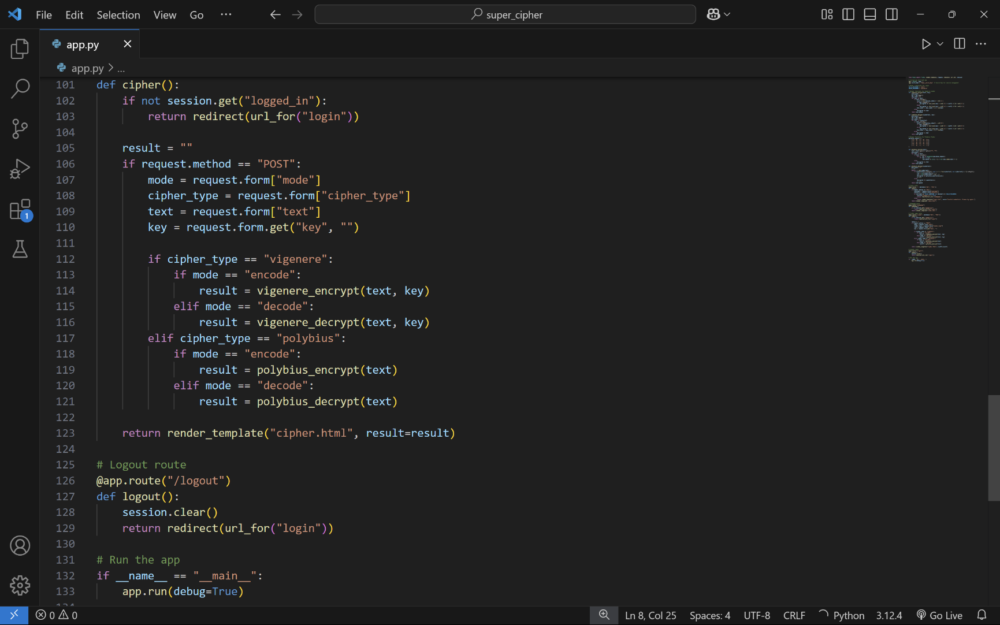 File Edit Selection View Go ··· super_cipher
app.py
app.py > ...
101 def cipher():
102 if not session.get("logged_in"):
103 return redirect(url_for("login"))
104
105 result = ""
106 if request.method == "POST":
107 mode = request.form["mode"]
108 cipher_type = request.form["cipher_type"]
109 text = request.form["text"]
110 key = request.form.get("key", "")
111
112 if cipher_type == "vigenere":
113 if mode == "encode":
114 result = vigenere_encrypt(text, key)
115 elif mode == "decode":
116 result = vigenere_decrypt(text, key)
117 elif cipher_type == "polybius":
118 if mode == "encode":
119 result = polybius_encrypt(text)
120 elif mode == "decode":
121 result = polybius_decrypt(text)
122
123 return render_template("cipher.html", result=result)
124
125 # Logout route
126 @app.route("/logout")
127 def logout():
128 session.clear()
129 return redirect(url_for("login"))
130
131 # Run the app
132 if __name__ == "__main__":
133 app.run(debug=True)
1
0 0 Ln 8, Col 25 Spaces: 4 UTF-8 CRLF Python 3.12.4 Go Live